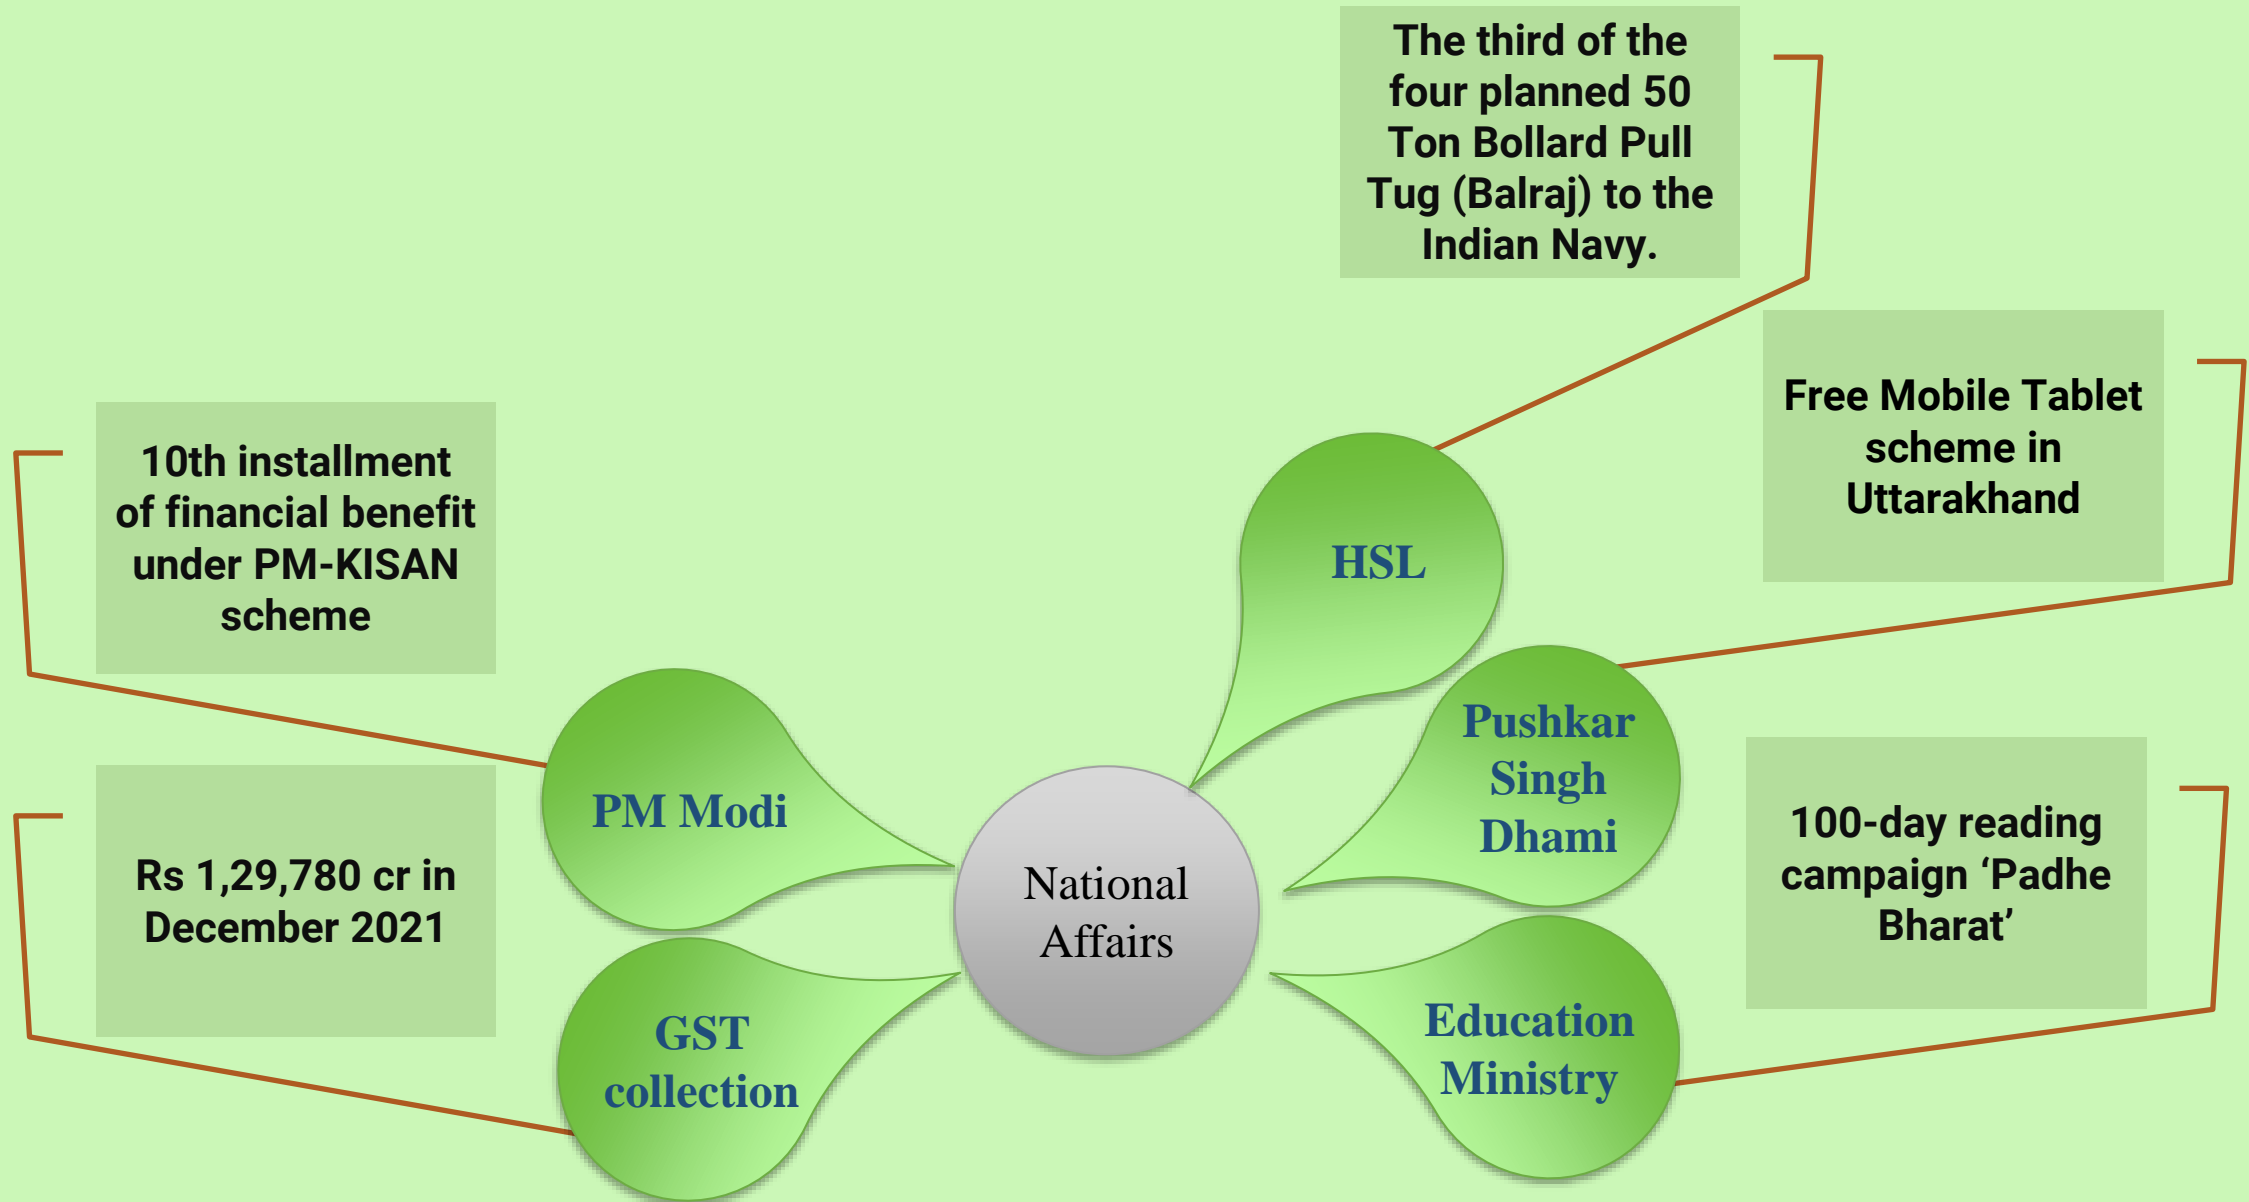 The third of the
four planned 50
Ton Bollard Pull
Tug (Balraj) to the
Indian Navy.
Free Mobile Tablet
scheme in
Uttarakhand
10th installment
of financial benefit
under PM-KISAN
scheme
HSL
Pushkar
Singh
Dhami
PM Modi
100-day reading
campaign ‘Padhe
Bharat’
Rs 1,29,780 cr in
December 2021
National
Affairs
Education
Ministry
GST
collection